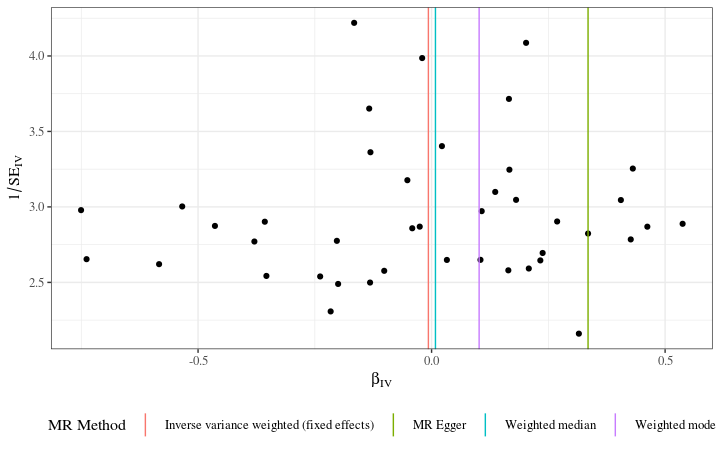 1/SE_IV
4.0
3.5
3.0
2.5
-0.5
0.0
0.5
β_IV
MR Method
Inverse variance weighted (fixed effects)
MR Egger
Weighted median
Weighted mode